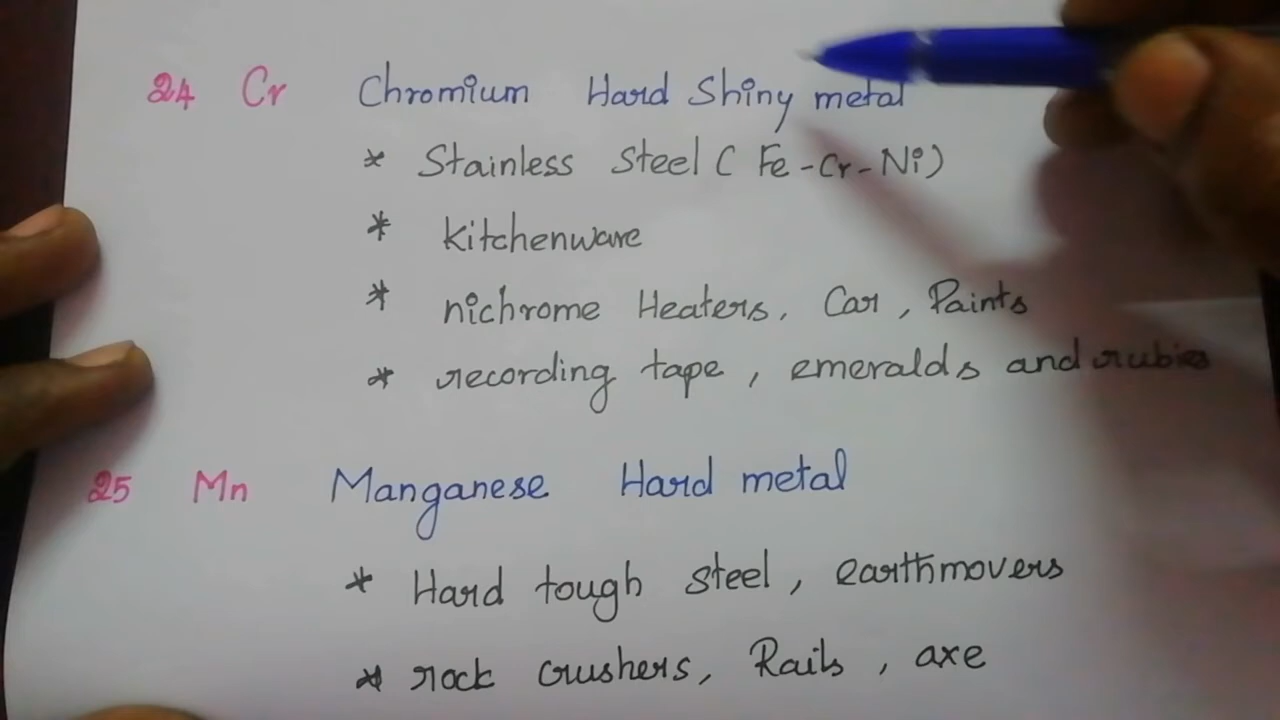 24 Cr Chromium Hard Shiny metal
* Stainless Steel ( Fe-Cr-Ni)
* kitchenware
* nichrome Heaters, Car, Paints
* recording tape, emeralds and rubies
25 Mn Manganese Hard metal
* Hard tough steel, earthmovers
* rock crushers, Rails, axe